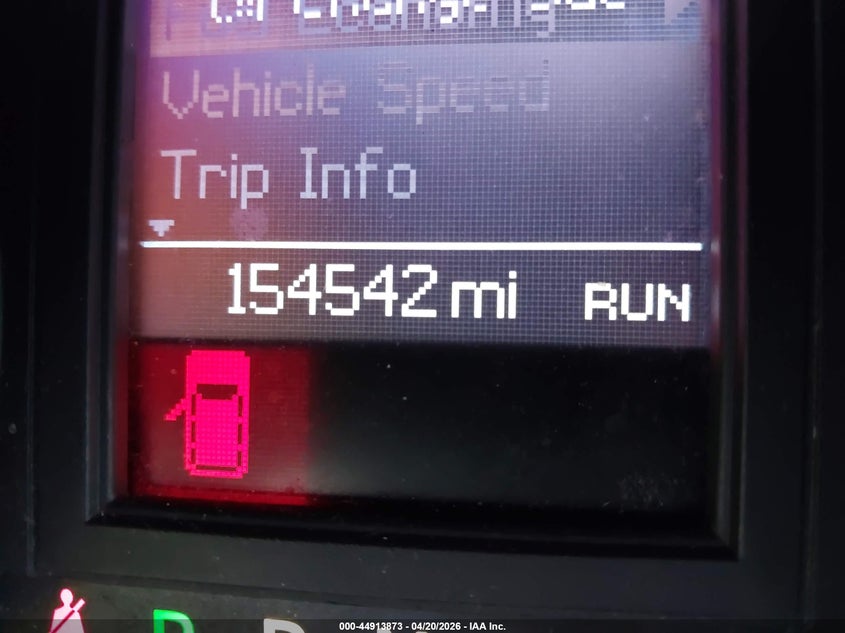 Vehicle Speed
Trip Info
154542 mi RUN
P R
000-44913873 - 04/20/2026 - IAA Inc.